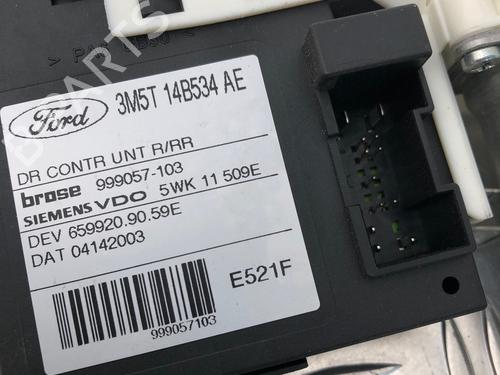 Ford
3M5T 14B534 AE
DR CONTR UNT R/RR
brose 999057-103
SIEMENS VDO 5WK 11 509E
DEV 659920.90.59E
DAT 04142003
E521F
999057103